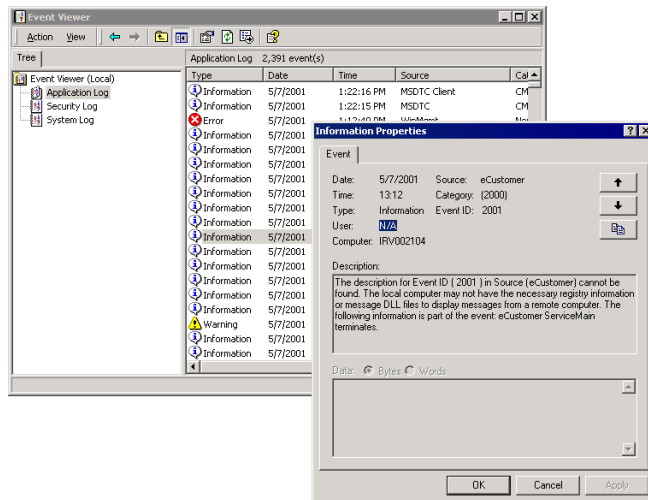 Event Viewer
Action View
Tree
Application Log 2,391 event(s)
Event Viewer (Local)
Application Log
Security Log
System Log
Type Date Time Source
Information 5/7/2001 1:22:16 PM MSDTC Client CM
Information 5/7/2001 1:22:15 PM MSDTC CM
Error 5/7/2001 1:12:40 PM WinMgmt
Information 5/7/2001
Information 5/7/2001
Information 5/7/2001
Information 5/7/2001
Information 5/7/2001
Information 5/7/2001
Information 5/7/2001
Information 5/7/2001
Information 5/7/2001
Information 5/7/2001
Information 5/7/2001
Information 5/7/2001
Information 5/7/2001
Warning 5/7/2001
Information 5/7/2001
Information 5/7/2001
Information Properties
Event
Date: 5/7/2001 Source: eCustomer
Time: 13:12 Category: (2000)
Type: Information Event ID: 2001
User: N/A
Computer: IRV002104
Description:
The description for Event ID ( 2001 ) in Source (eCustomer) cannot be
found. The local computer may not have the necessary registry information
or message DLL files to display messages from a remote computer. The
following information is part of the event: eCustomer ServiceMain
terminates.
Data: Bytes Words
OK Cancel Apply